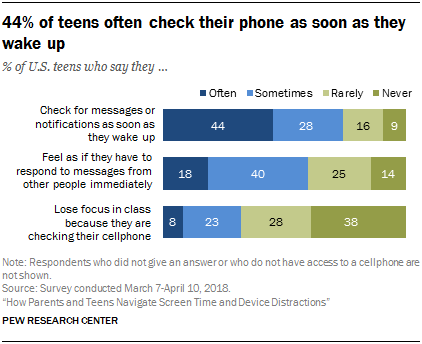 44% of teens often check their phone as soon as they
wake up
% of U.S. teens who say they ...
Often Sometimes Rarely Never
Check for messages or
notifications as soon as
they wake up
44 28 16 9
Feel as if they have to
respond to messages from
other people immediately
18 40 25 14
Lose focus in class
because they are
checking their cellphone
8 23 28 38
Note: Respondents who did not give an answer or who do not have access to a cellphone are
not shown.
Source: Survey conducted March 7-April 10, 2018.
“How Parents and Teens Navigate Screen Time and Device Distractions”
PEW RESEARCH CENTER